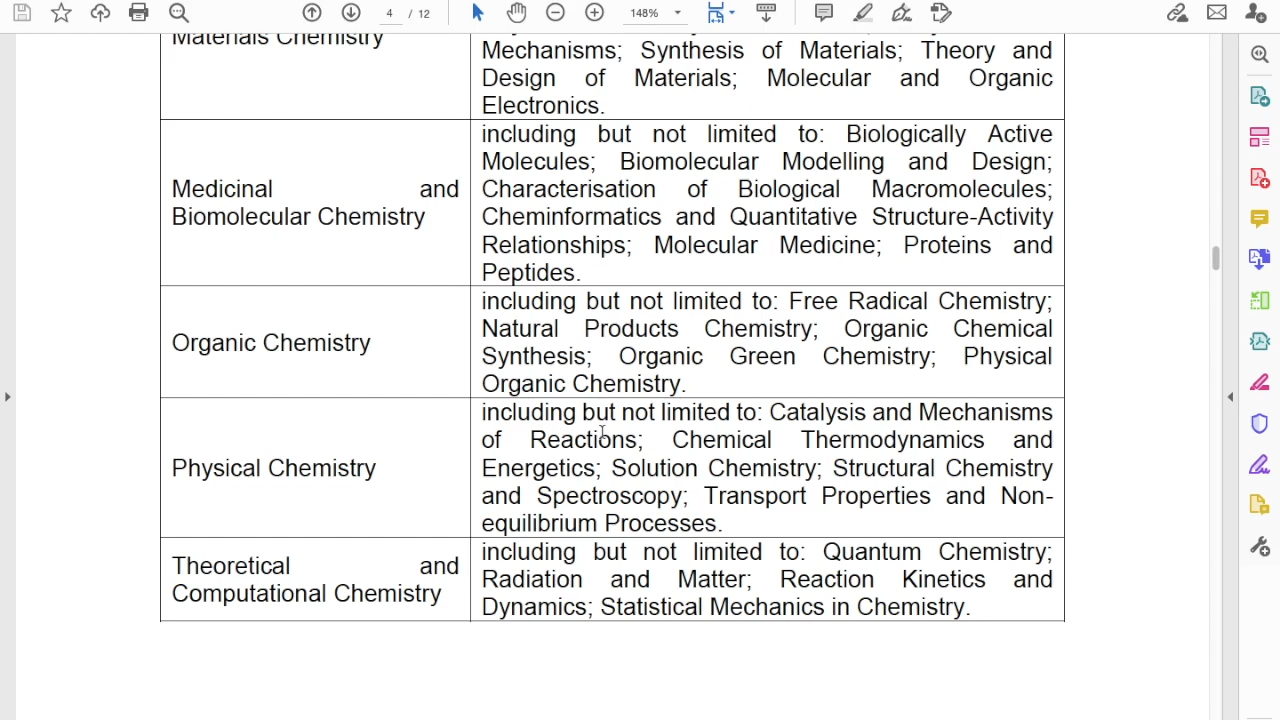 4 / 12
148%
Materials Chemistry
Mechanisms; Synthesis of Materials; Theory and
Design of Materials; Molecular and Organic
Electronics.
Medicinal and
Biomolecular Chemistry
including but not limited to: Biologically Active
Molecules; Biomolecular Modelling and Design;
Characterisation of Biological Macromolecules;
Cheminformatics and Quantitative Structure-Activity
Relationships; Molecular Medicine; Proteins and
Peptides.
Organic Chemistry
including but not limited to: Free Radical Chemistry;
Natural Products Chemistry; Organic Chemical
Synthesis; Organic Green Chemistry; Physical
Organic Chemistry.
Physical Chemistry
including but not limited to: Catalysis and Mechanisms
of Reactions; Chemical Thermodynamics and
Energetics; Solution Chemistry; Structural Chemistry
and Spectroscopy; Transport Properties and Non-
equilibrium Processes.
Theoretical and
Computational Chemistry
including but not limited to: Quantum Chemistry;
Radiation and Matter; Reaction Kinetics and
Dynamics; Statistical Mechanics in Chemistry.